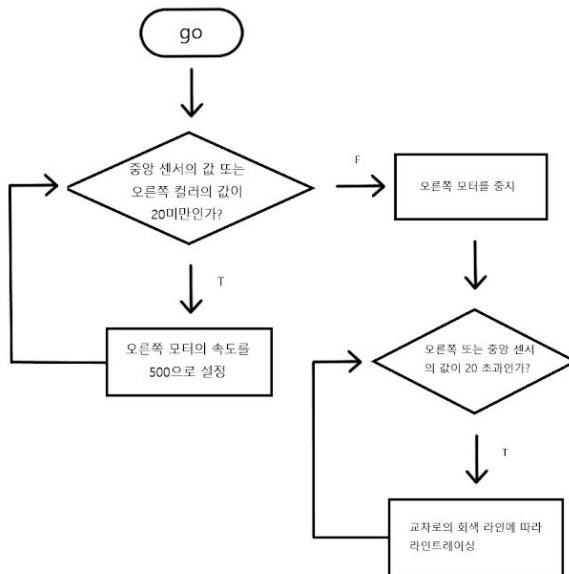 go
중앙 센서의 값 또는
오른쪽 컬러의 값이
20미만인가?
F
오른쪽 모터를 중지
T
오른쪽 모터의 속도를
500으로 설정
오른쪽 또는 중앙 센서
의 값이 20 초과인가?
T
교차로의 회색 라인에 따라
라인트레이싱